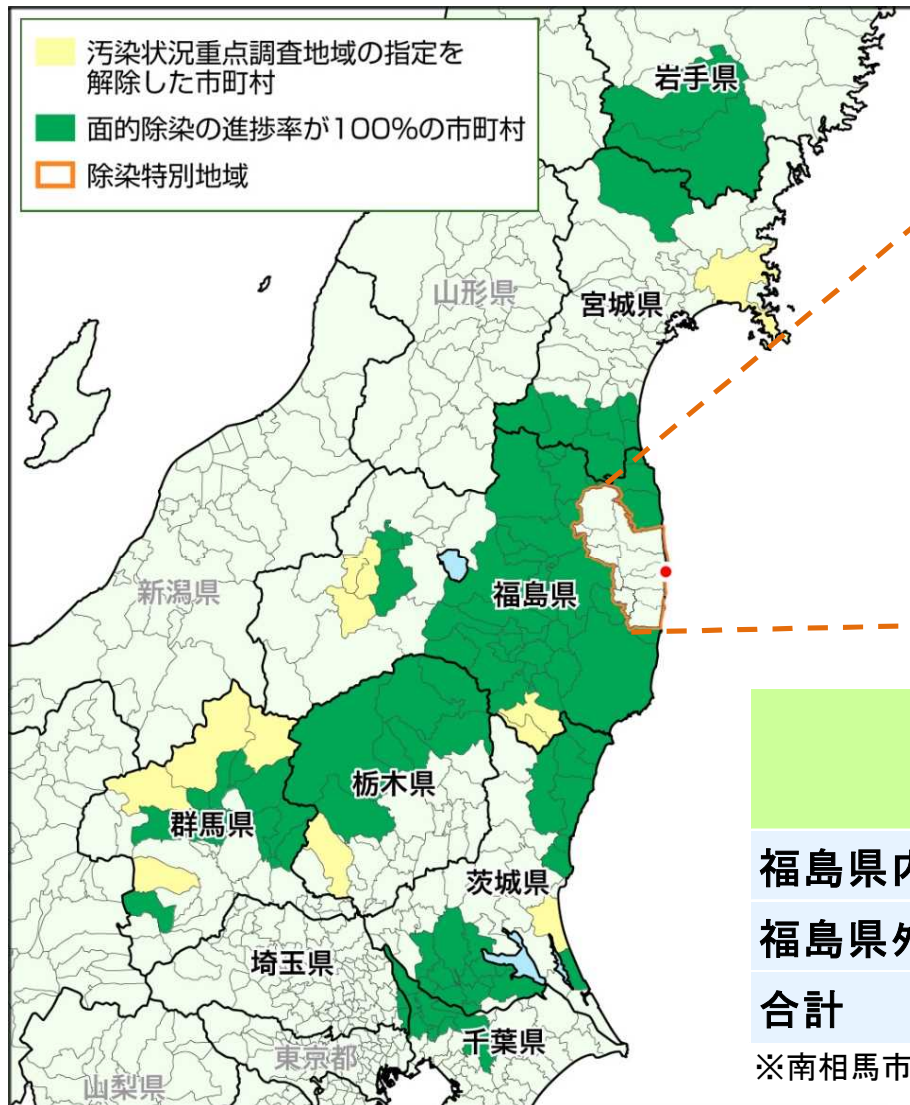 汚染状況重点調査地域の指定を
解除した市町村
面的除染の進捗率が100%の市町村
除染特別地域
岩手県
山形県
宮城県
新潟県
福島県
栃木県
群馬県
茨城県
埼玉県
千葉県
東京都
山梨県
福島県内
福島県外
合計
※南相馬市